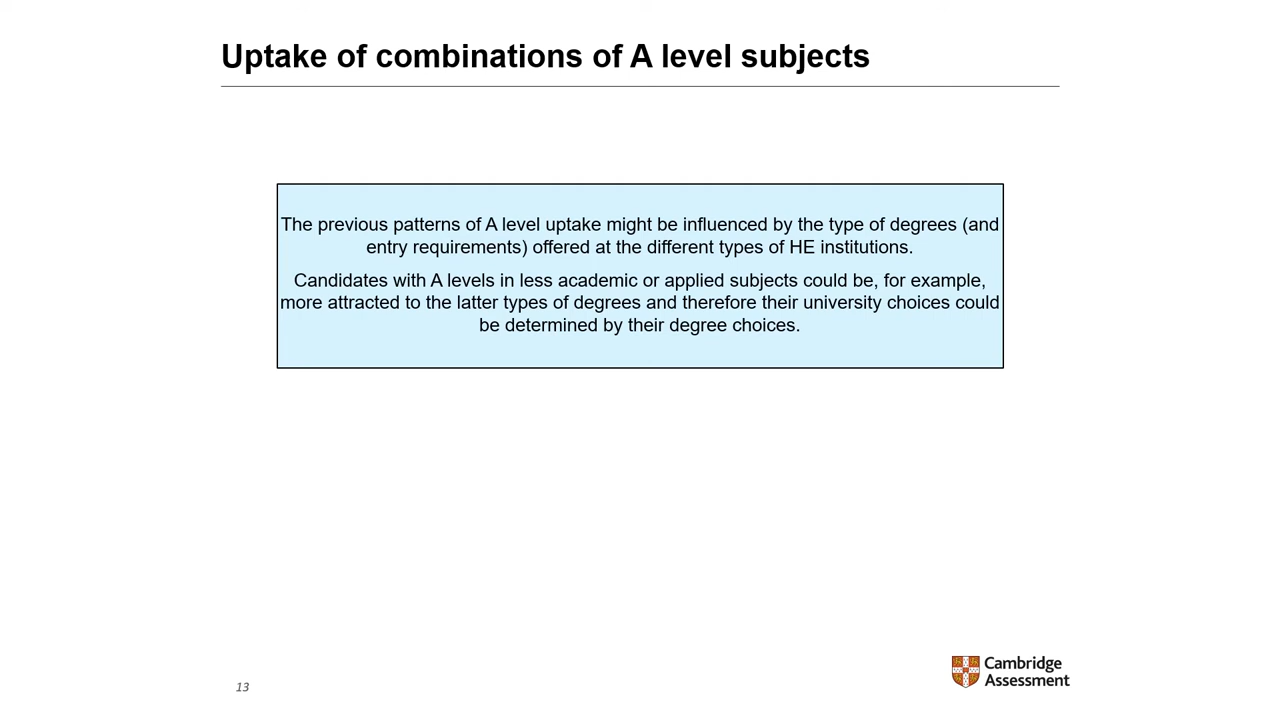 Uptake of combinations of A level subjects
The previous patterns of A level uptake might be influenced by the type of degrees (and
entry requirements) offered at the different types of HE institutions.
Candidates with A levels in less academic or applied subjects could be, for example,
more attracted to the latter types of degrees and therefore their university choices could
be determined by their degree choices.
13
Cambridge
Assessment